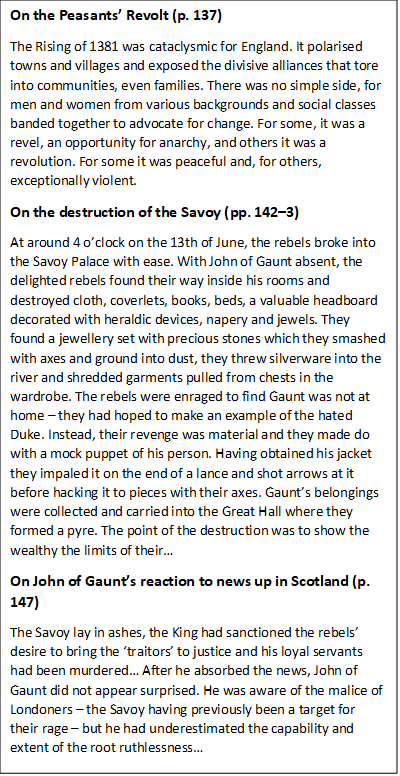 On the Peasants’ Revolt (p. 137)
The Rising of 1381 was cataclysmic for England. It polarised
towns and villages and exposed the divisive alliances that tore
into communities, even families. There was no simple side, for
men and women from various backgrounds and social classes
banded together to advocate for change. For some, it was a
revel, an opportunity for anarchy, and others it was a
revolution. For some it was peaceful and, for others,
exceptionally violent.
On the destruction of the Savoy (pp. 142–3)
At around 4 o’clock on the 13th of June, the rebels broke into
the Savoy Palace with ease. With John of Gaunt absent, the
delighted rebels found their way inside his rooms and
destroyed cloth, coverlets, books, beds, a valuable headboard
decorated with heraldic devices, napery and jewels. They
found a jewellery set with precious stones which they smashed
with axes and ground into dust, they threw silverware into the
river and shredded garments pulled from chests in the
wardrobe. The rebels were enraged to find Gaunt was not at
home – they had hoped to make an example of the hated
Duke. Instead, their revenge was material and they made do
with a mock puppet of his person. Having obtained his jacket
they impaled it on the end of a lance and shot arrows at it
before hacking it to pieces with their axes. Gaunt’s belongings
were collected and carried into the Great Hall where they
formed a pyre. The point of the destruction was to show the
wealthy the limits of their…
On John of Gaunt’s reaction to news up in Scotland (p.
147)
The Savoy lay in ashes, the King had sanctioned the rebels’
desire to bring the ‘traitors’ to justice and his loyal servants
had been murdered… After he absorbed the news, John of
Gaunt did not appear surprised. He was aware of the malice of
Londoners – the Savoy having previously been a target for
their rage – but he had underestimated the capability and
extent of the root ruthlessness…